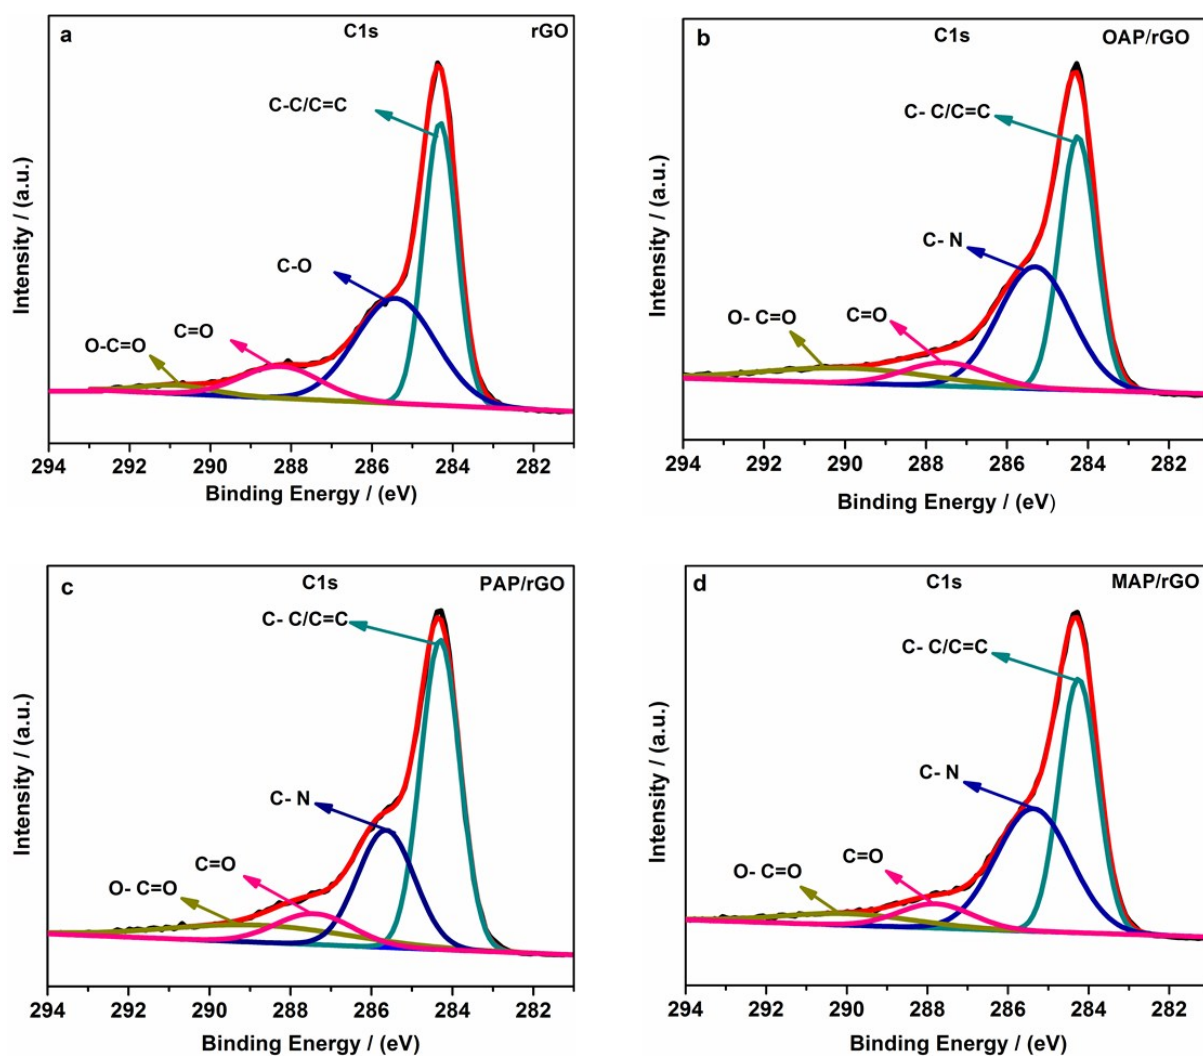 a C1s rGO
C-C/C=C
C-O
C=O
O-C=O
Intensity / (a.u.)
294 292 290 288 286 284 282
Binding Energy / (eV)
b C1s OAP/rGO
C- C/C=C
C- N
O- C=O C=O
Intensity / (a.u.)
294 292 290 288 286 284 282
Binding Energy / (eV)
c C1s PAP/rGO
C- C/C=C
C- N
C=O
O- C=O
Intensity / (a.u.)
294 292 290 288 286 284 282
Binding Energy / (eV)
d C1s MAP/rGO
C- C/C=C
C- N
C=O
O- C=O
Intensity / (a.u.)
294 292 290 288 286 284 282
Binding Energy / (eV)